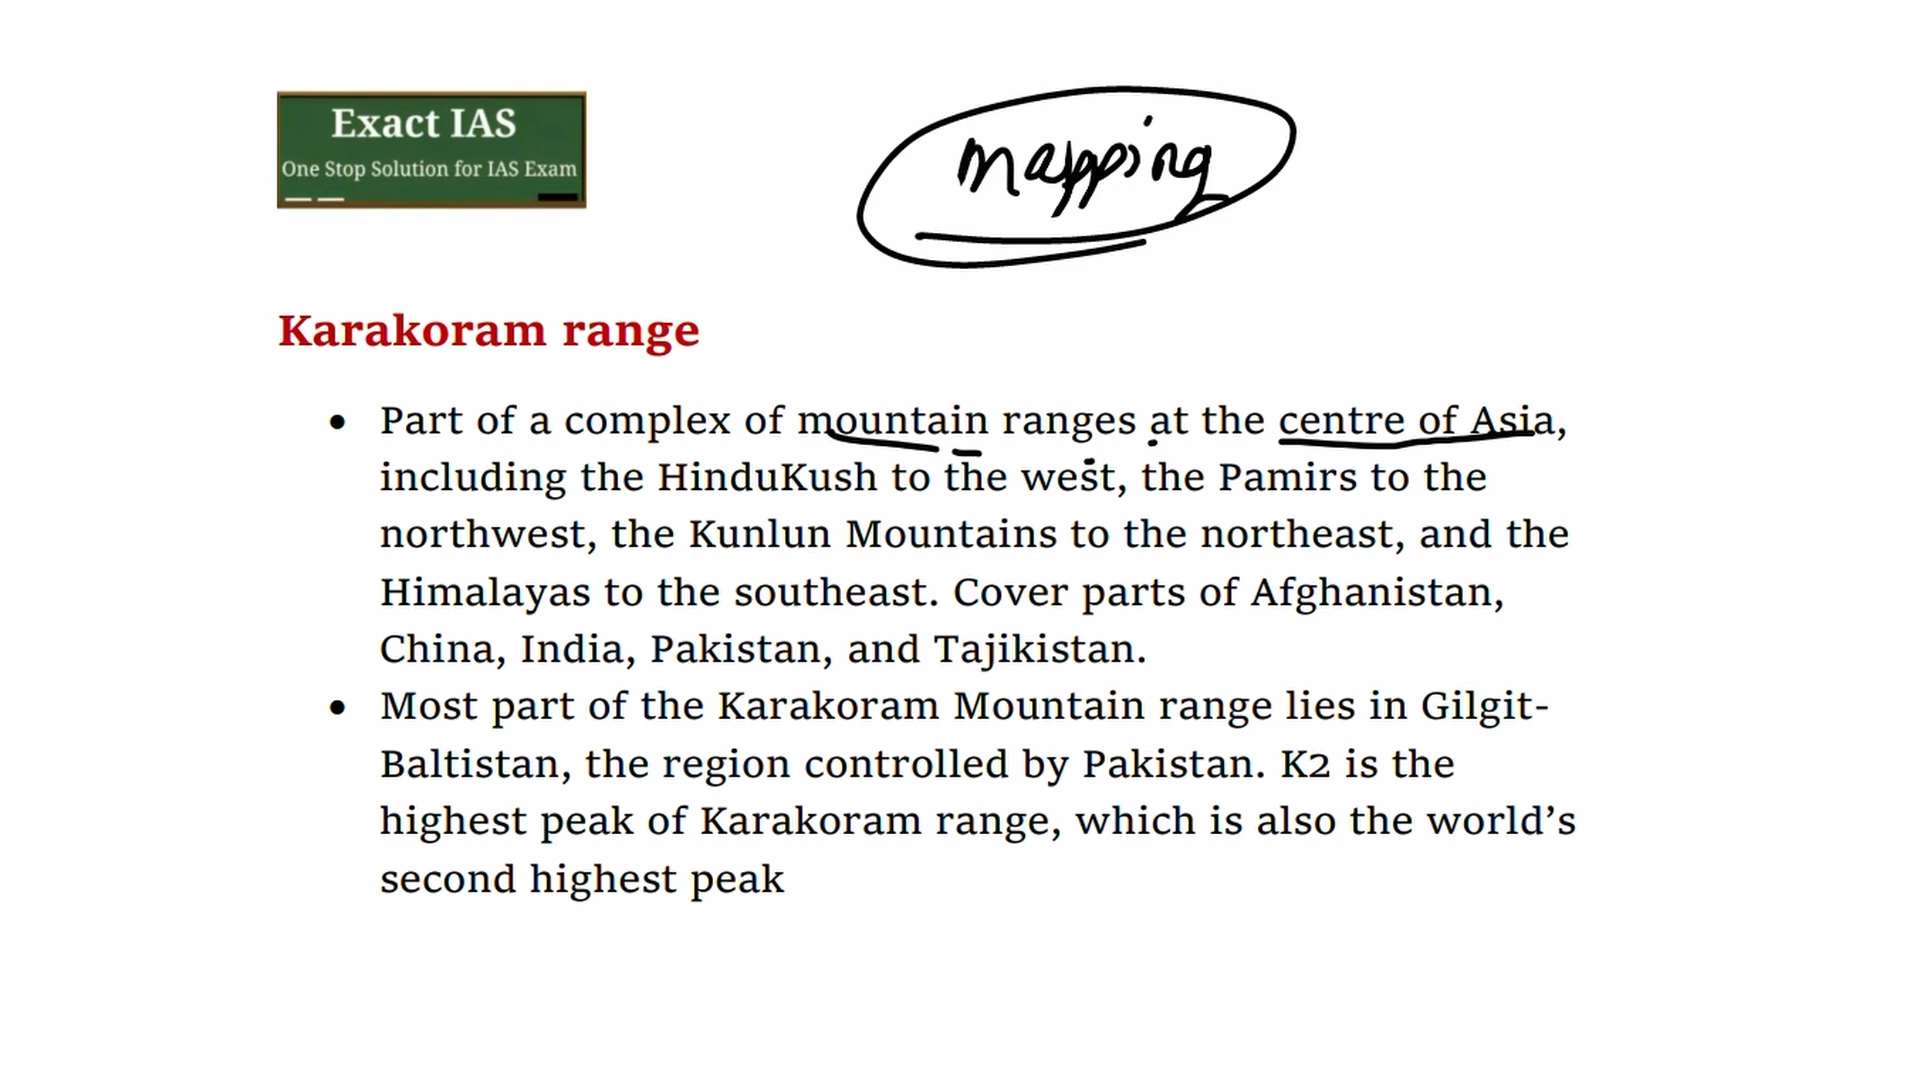 Exact IAS
One Stop Solution for IAS Exam
mapping
Karakoram range
• Part of a complex of mountain ranges at the centre of Asia,
including the HinduKush to the west, the Pamirs to the
northwest, the Kunlun Mountains to the northeast, and the
Himalayas to the southeast. Cover parts of Afghanistan,
China, India, Pakistan, and Tajikistan.
• Most part of the Karakoram Mountain range lies in Gilgit-
Baltistan, the region controlled by Pakistan. K2 is the
highest peak of Karakoram range, which is also the world’s
second highest peak